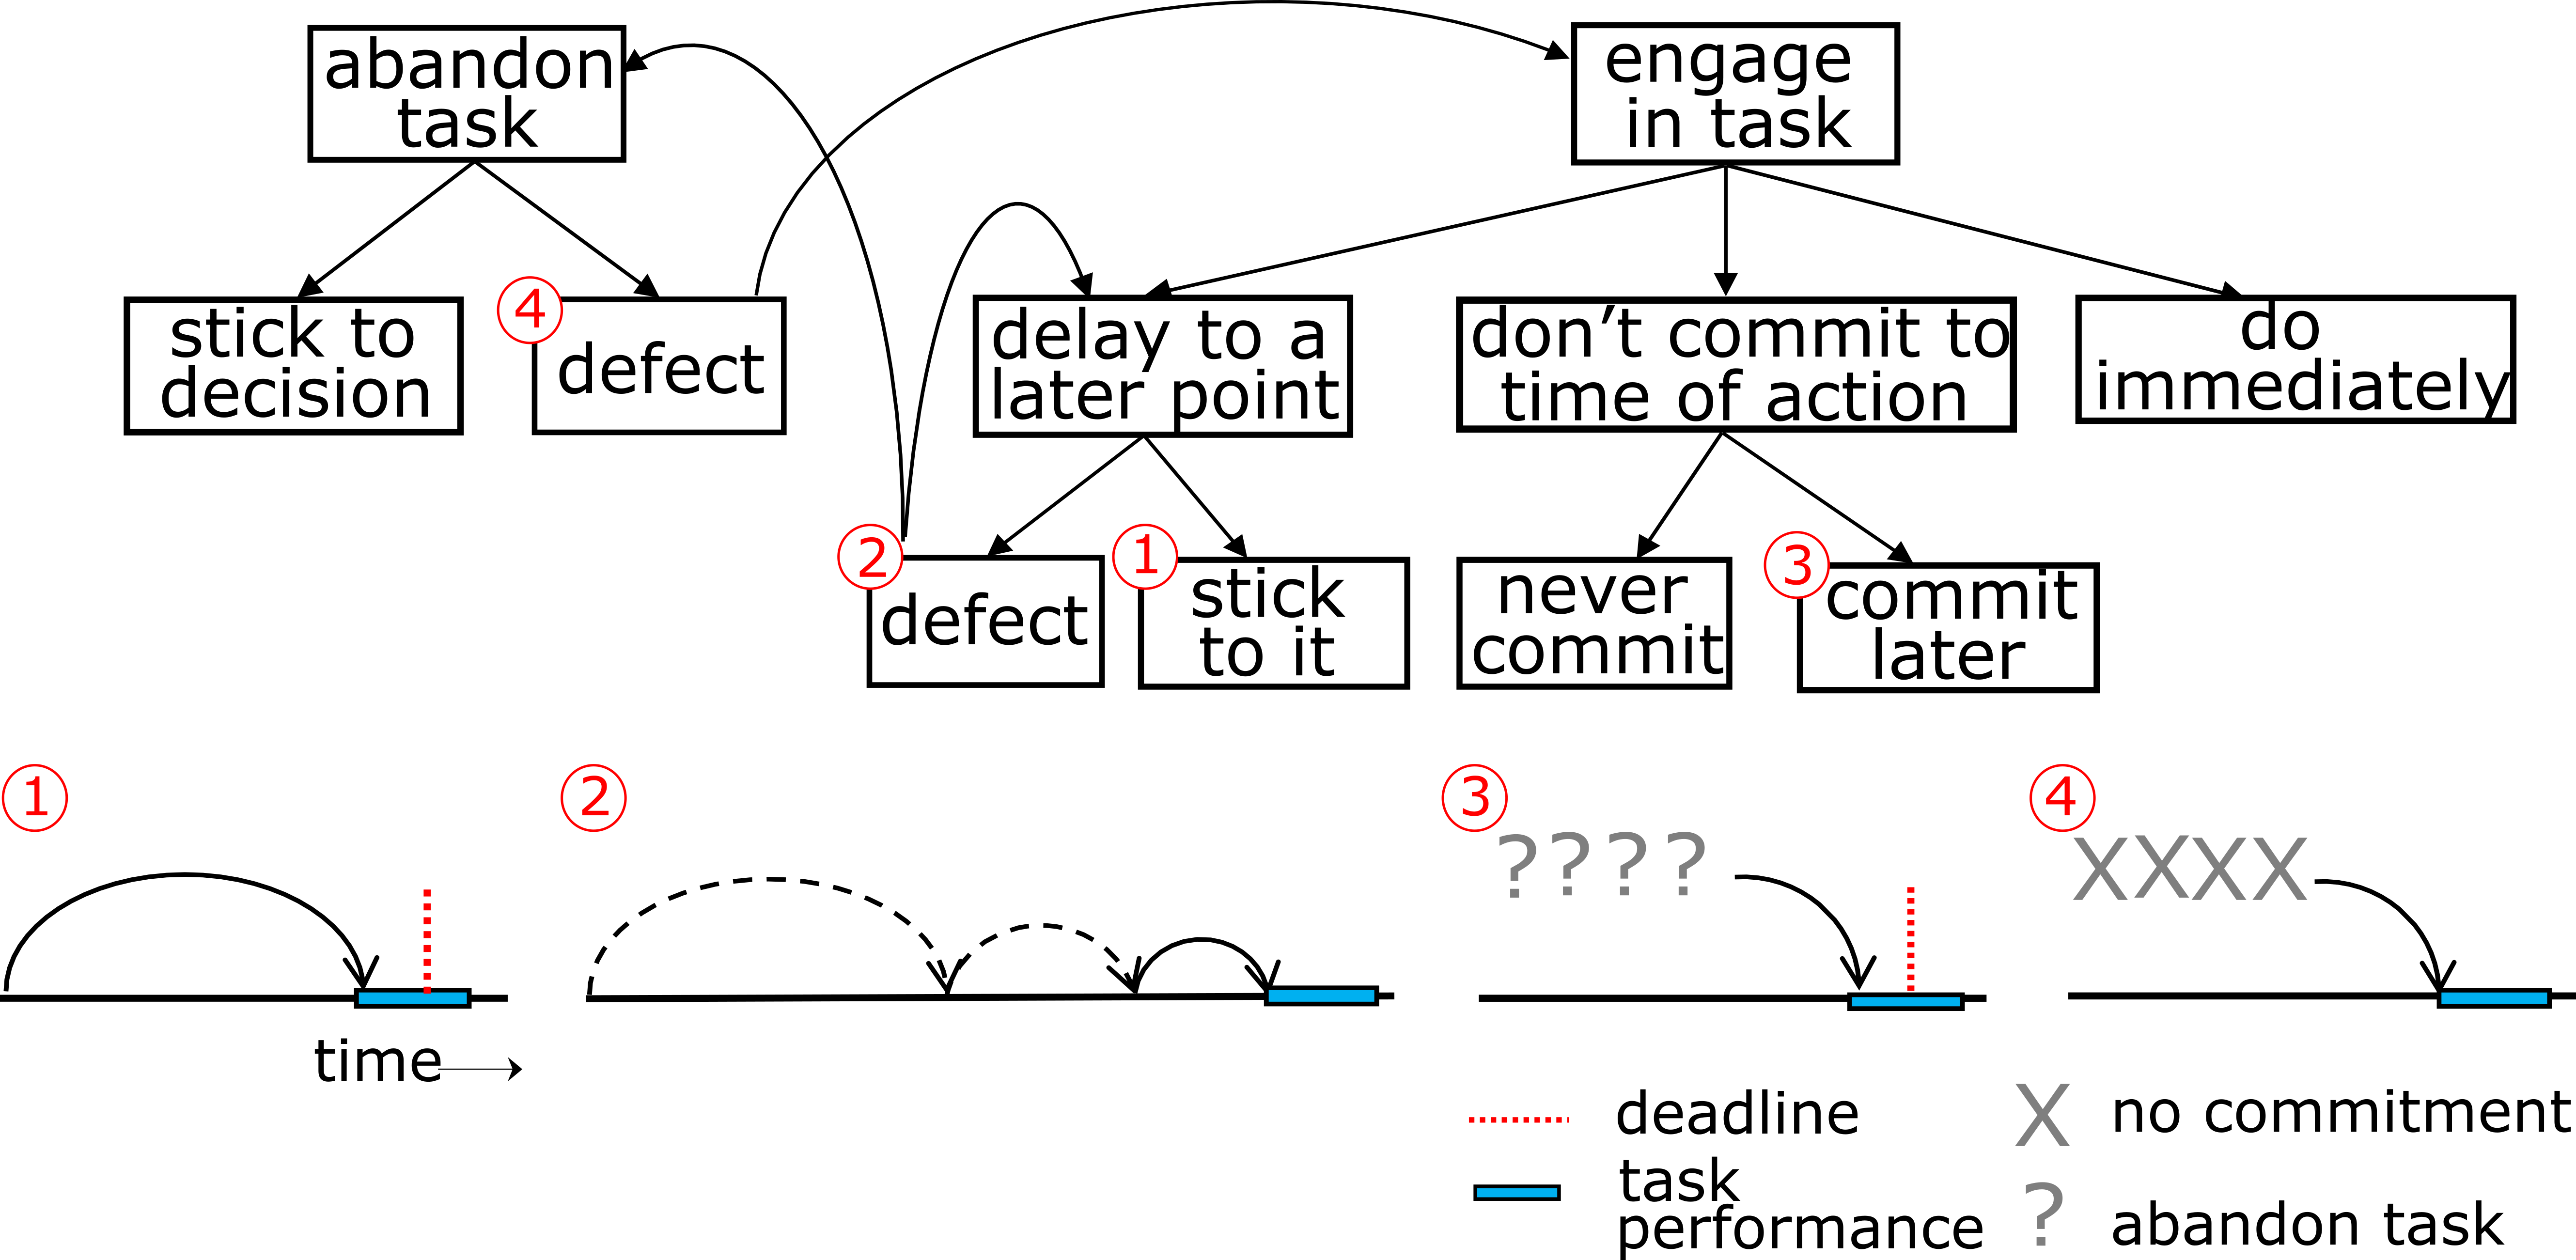 abandon
task
engage
in task
stick to
decision
4
defect
delay to a
later point
don’t commit to
time of action
do
immediately
2
defect
1
stick
to it
never
commit
3
commit
later
1
2
3
4
????
XXXX
time
deadline
X
no commitment
task
performance
?
abandon task